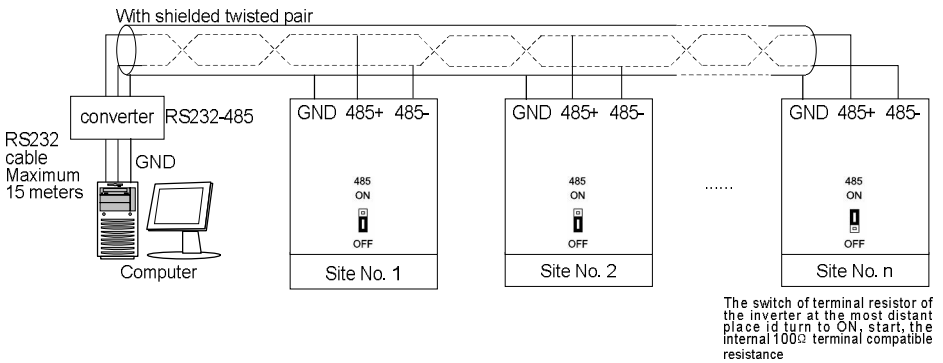 With shielded twisted pair
converter
RS232-485
RS232
cable
Maximum
15 meters
GND
Computer
GND 485+ 485-
485
ON
OFF
Site No. 1
GND 485+ 485-
485
ON
OFF
Site No. 2
......
GND 485+ 485-
485
ON
OFF
Site No. n
The switch of terminal resistor of
the inverter at the most distant
place id turn to ON, start, the
internal 100Ω terminal compatible
resistance